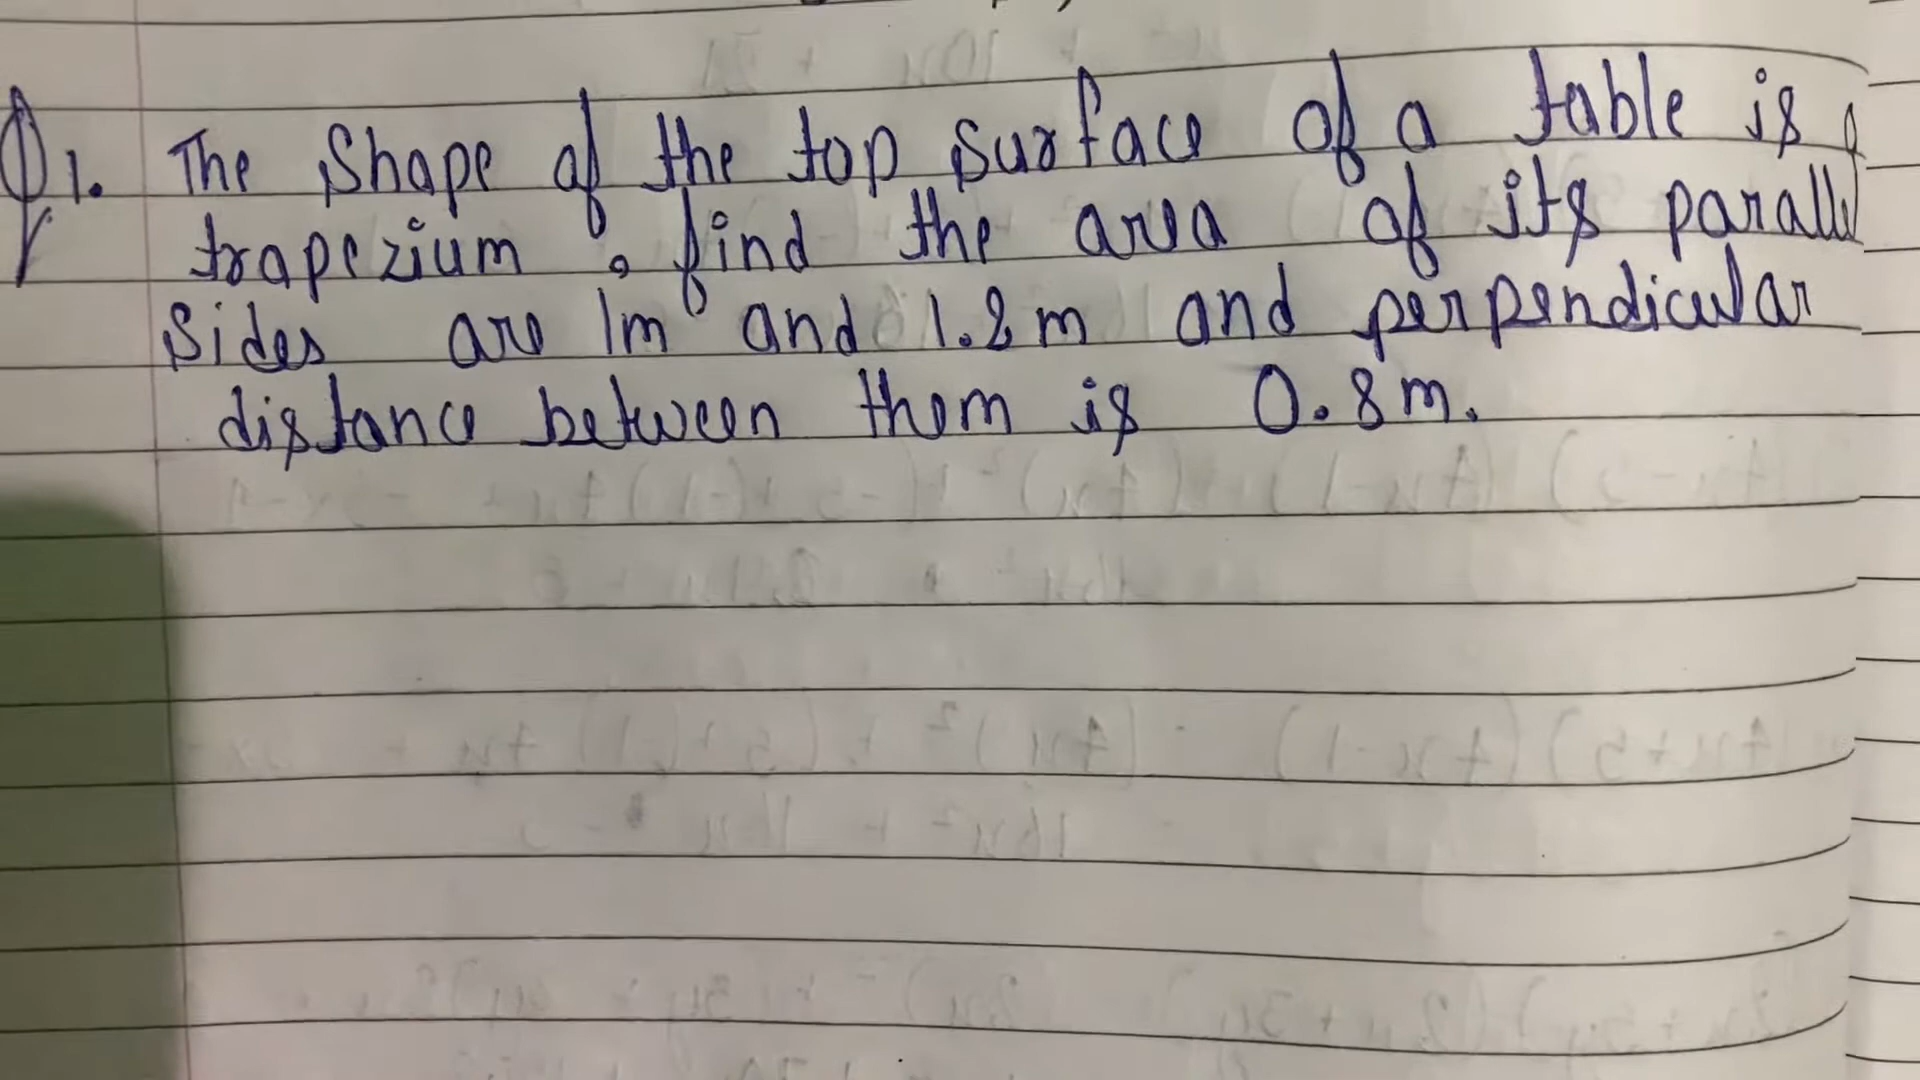 Q1. The Shape of the top surface of a table is a
trapezium. find the area of its parallel
sides are 1m and 1.2m and perpendicular
distance between them is 0.8m.